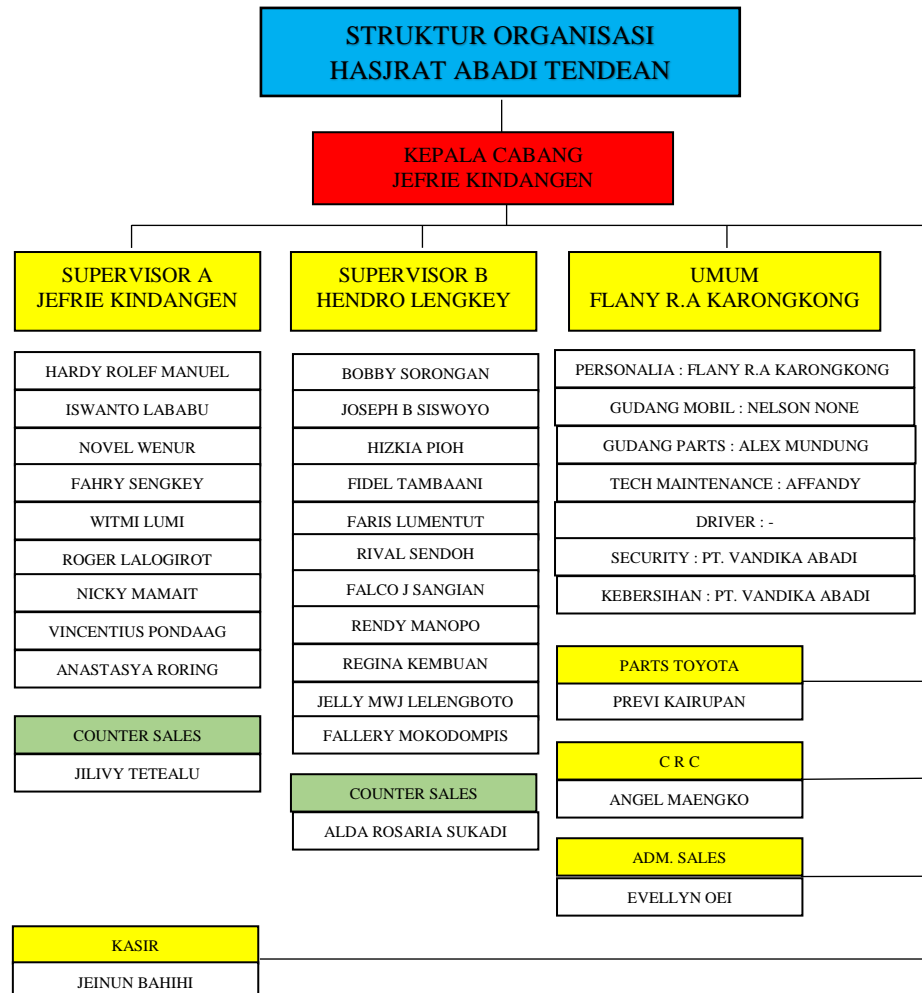 STRUKTUR ORGANISASI
HASJRAT ABADI TENDEAN
KEPALA CABANG
JEFRIE KINDANGEN
SUPERVISOR A
JEFRIE KINDANGEN
HARDY ROLEF MANUEL
ISWANTO LABABU
NOVEL WENUR
FAHRY SENGKEY
WITMI LUMI
ROGER LALOGIROT
NICKY MAMAIT
VINCENTIUS PONDAAG
ANASTASYA RORING
COUNTER SALES
JILIVY TETEALU
SUPERVISOR B
HENDRO LENGKEY
BOBBY SORONGAN
JOSEPH B SISWOYO
HIZKIA PIOH
FIDEL TAMBAANI
FARIS LUMENTUT
RIVAL SENDOH
FALCO J SANGIAN
RENDY MANOPO
REGINA KEMBUAN
JELLY MWJ LELENGBOTO
FALLERY MOKODOMPIS
COUNTER SALES
ALDA ROSARIA SUKADI
UMUM
FLANY R.A KARONGKONG
PERSONALIA : FLANY R.A KARONGKONG
GUDANG MOBIL : NELSON NONE
GUDANG PARTS : ALEX MUNDUNG
TECH MAINTENANCE : AFFANDY
DRIVER : -
SECURITY : PT. VANDIKA ABADI
KEBERSIHAN : PT. VANDIKA ABADI
PARTS TOYOTA
PREVI KAIRUPAN
C R C
ANGEL MAENGKO
ADM. SALES
EVELLYN OEI
KASIR
JEINUN BAHIHI